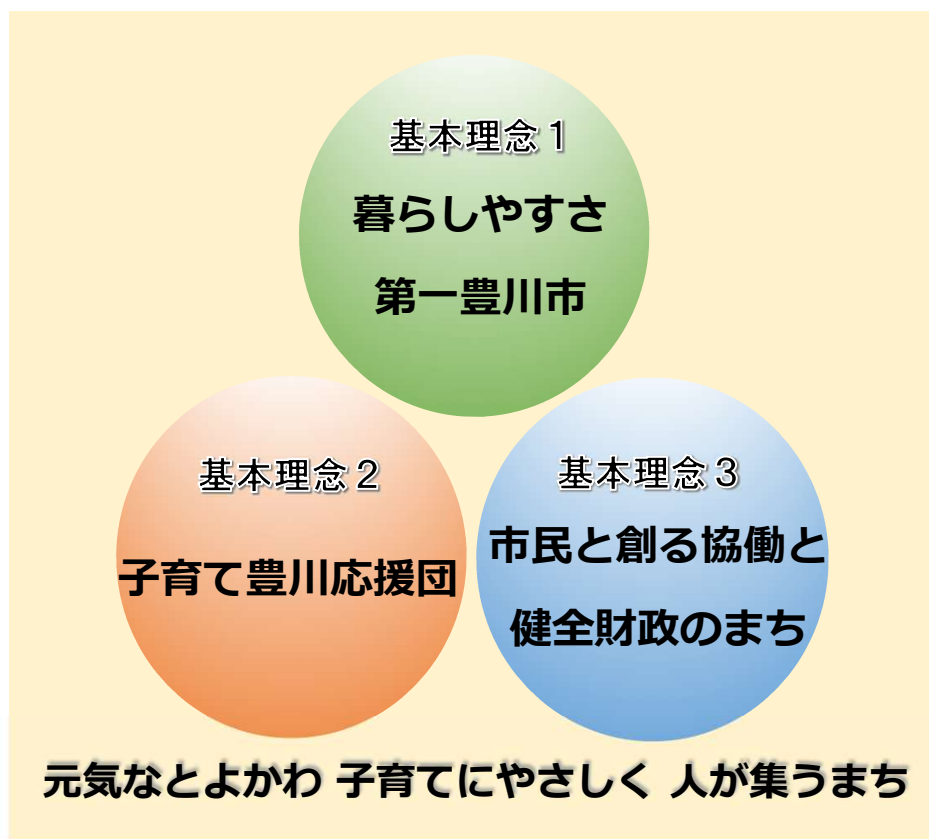 基本理念１
暮らしやすさ
第一豊川市
基本理念２
子育て豊川応援団
基本理念３
市民と創る協働と
健全財政のまち
元気なとよかわ 子育てにやさしく 人が集うまち